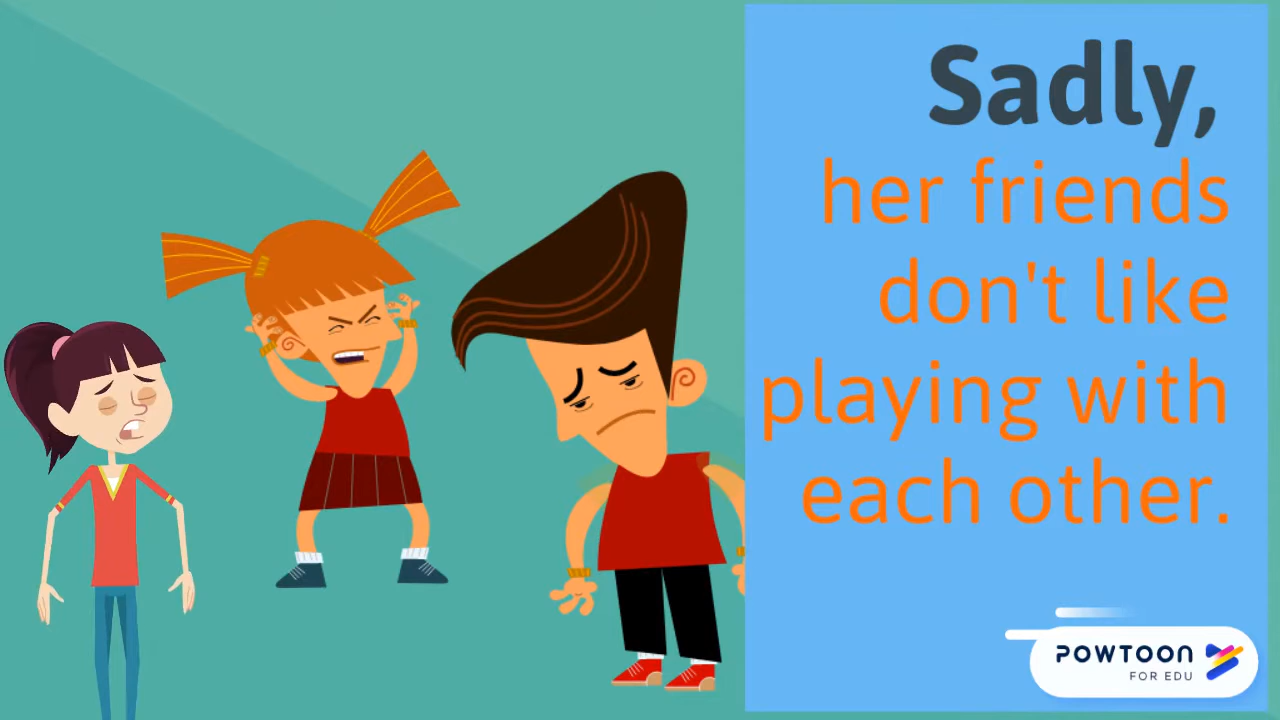 Sadly,
her friends
don't like
playing with
each other.
POWTOON
FOR EDU